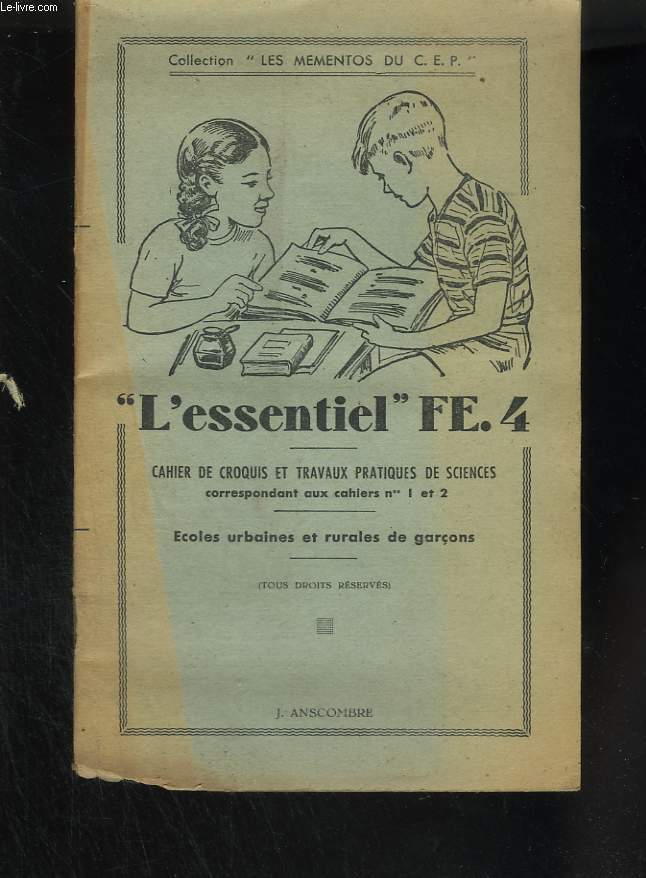 Le-livre.com
Collection " LES MEMENTOS DU C. E. P. "
"L'essentiel" FE. 4
CAHIER DE CROQUIS ET TRAVAUX PRATIQUES DE SCIENCES
correspondant aux cahiers nos 1 et 2
Ecoles urbaines et rurales de garçons
(TOUS DROITS RÉSERVÉS)
J. ANSCOMBRE